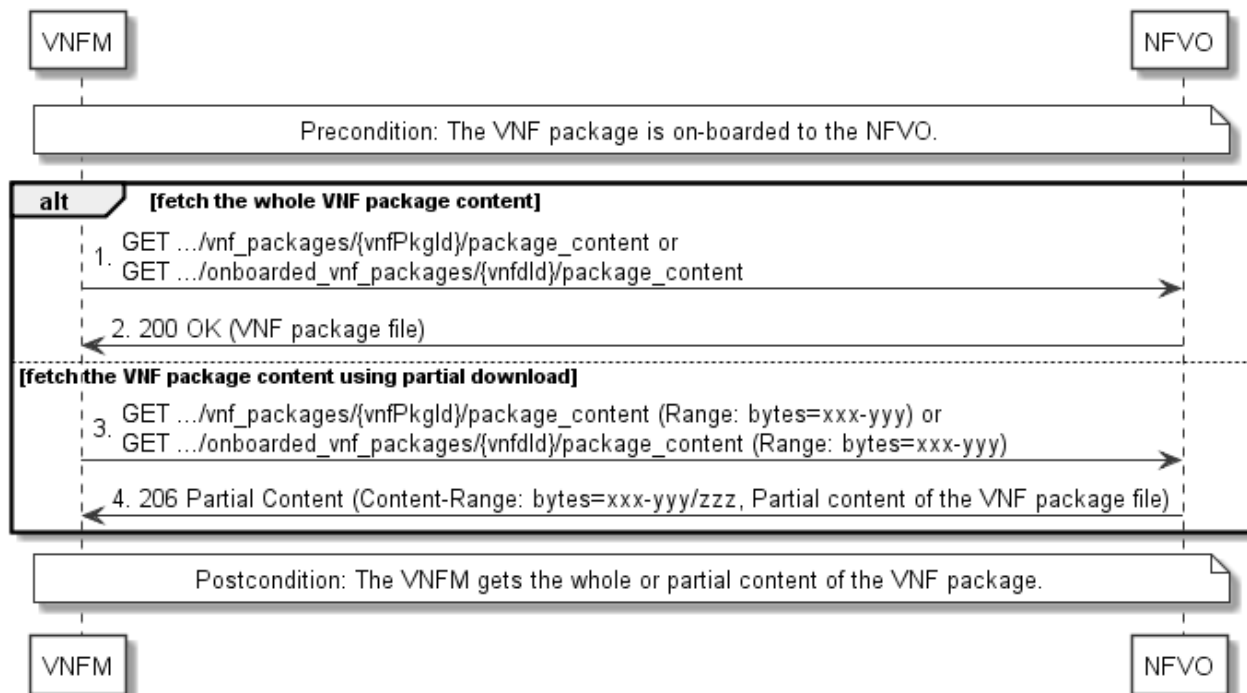 VNFM
NFVO
Precondition: The VNF package is on-boarded to the NFVO.
alt
[fetch the whole VNF package content]
1. GET .../vnf_packages/{vnfPkgId}/package_content or
GET .../onboarded_vnf_packages/{vnfdId}/package_content
2. 200 OK (VNF package file)
[fetch the VNF package content using partial download]
3. GET .../vnf_packages/{vnfPkgId}/package_content (Range: bytes=xxx-yyy) or
GET .../onboarded_vnf_packages/{vnfdId}/package_content (Range: bytes=xxx-yyy)
4. 206 Partial Content (Content-Range: bytes=xxx-yyy/zzz, Partial content of the VNF package file)
Postcondition: The VNFM gets the whole or partial content of the VNF package.
VNFM
NFVO